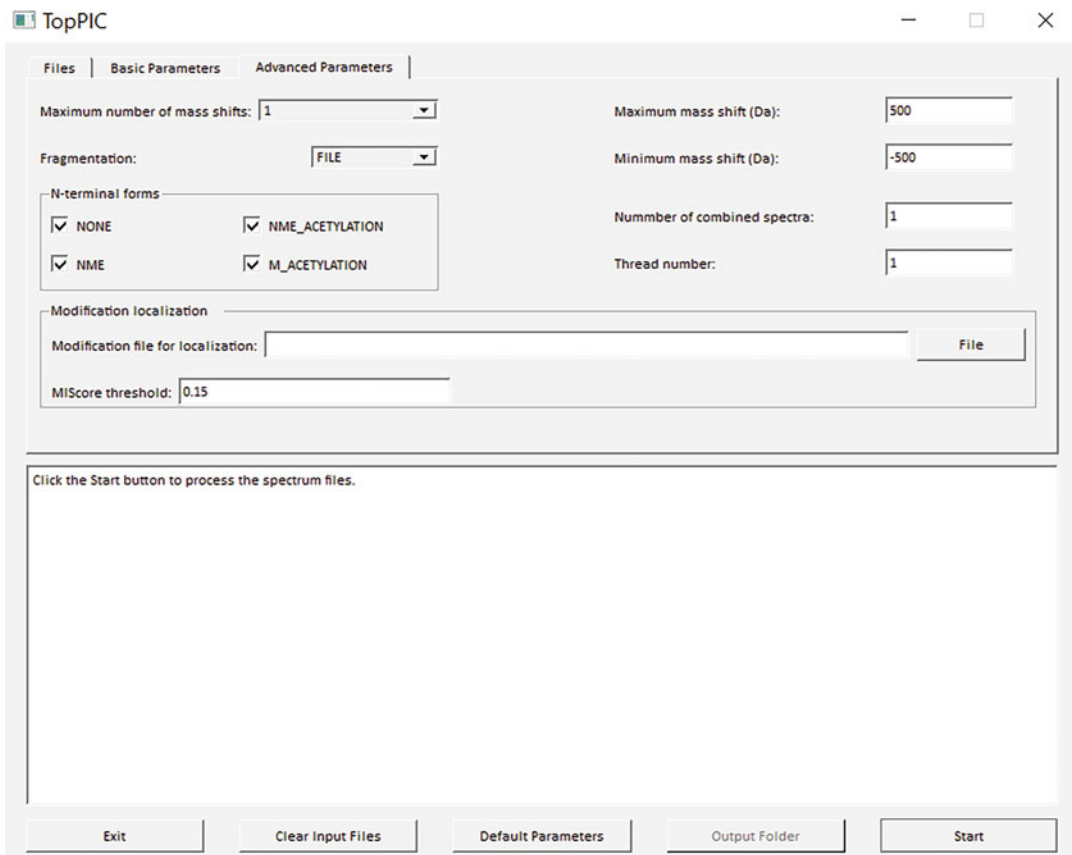 TopPIC
Files
Basic Parameters
Advanced Parameters
Maximum number of mass shifts: 1
Maximum mass shift (Da): 500
Fragmentation: FILE
Minimum mass shift (Da): -500
N-terminal forms
NONE
NME_ACETYLATION
Nummber of combined spectra: 1
NME
M_ACETYLATION
Thread number: 1
Modification localization
Modification file for localization:
File
MIScore threshold: 0.15
Click the Start button to process the spectrum files.
Exit
Clear Input Files
Default Parameters
Output Folder
Start